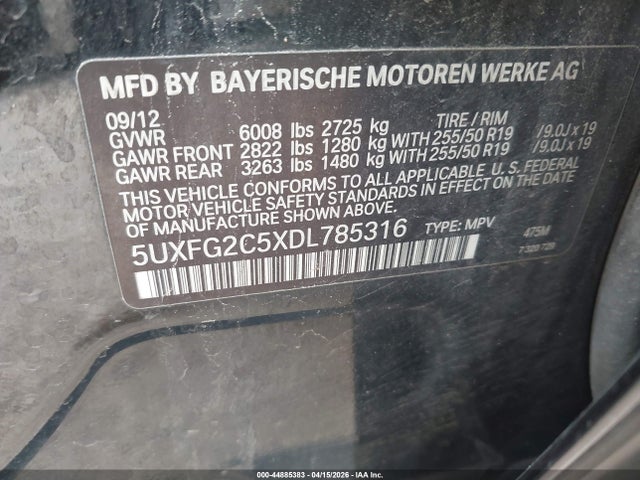 MFD BY BAYERISCHE MOTOREN WERKE AG
09/12 TIRE / RIM
GVWR 6008 lbs 2725 kg
GAWR FRONT 2822 lbs 1280 kg WITH 255/50 R19 /9.0J x 19
GAWR REAR 3263 lbs 1480 kg WITH 255/50 R19 /9.0J x 19
THIS VEHICLE CONFORMS TO ALL APPLICABLE U. S. FEDERAL
MOTOR VEHICLE SAFETY STANDARDS IN EFFECT ON THE DATE
OF MANUFACTURE SHOWN ABOVE.
5UXFG2C5XDL785316 TYPE: MPV 475M
7 320 728
000-44885383 - 04/15/2026 - IAA Inc.